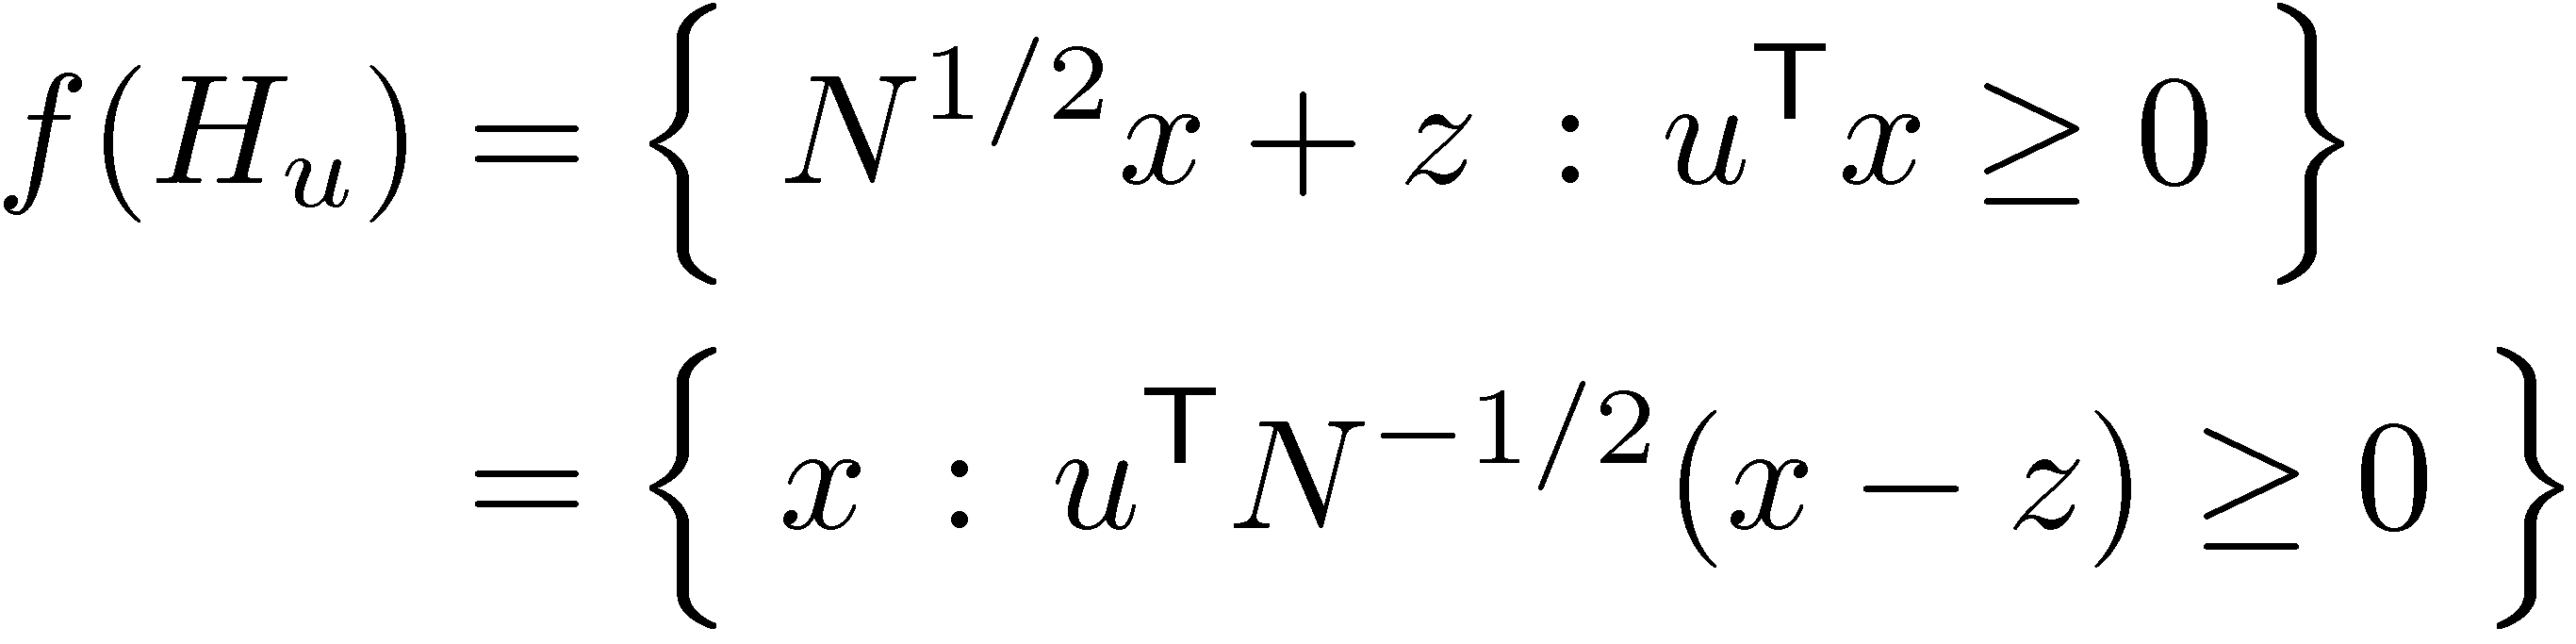 f(H_u) = { N^{1/2}x + z : u^⊤x ≥ 0 }
= { x : u^⊤N^{-1/2}(x − z) ≥ 0 }